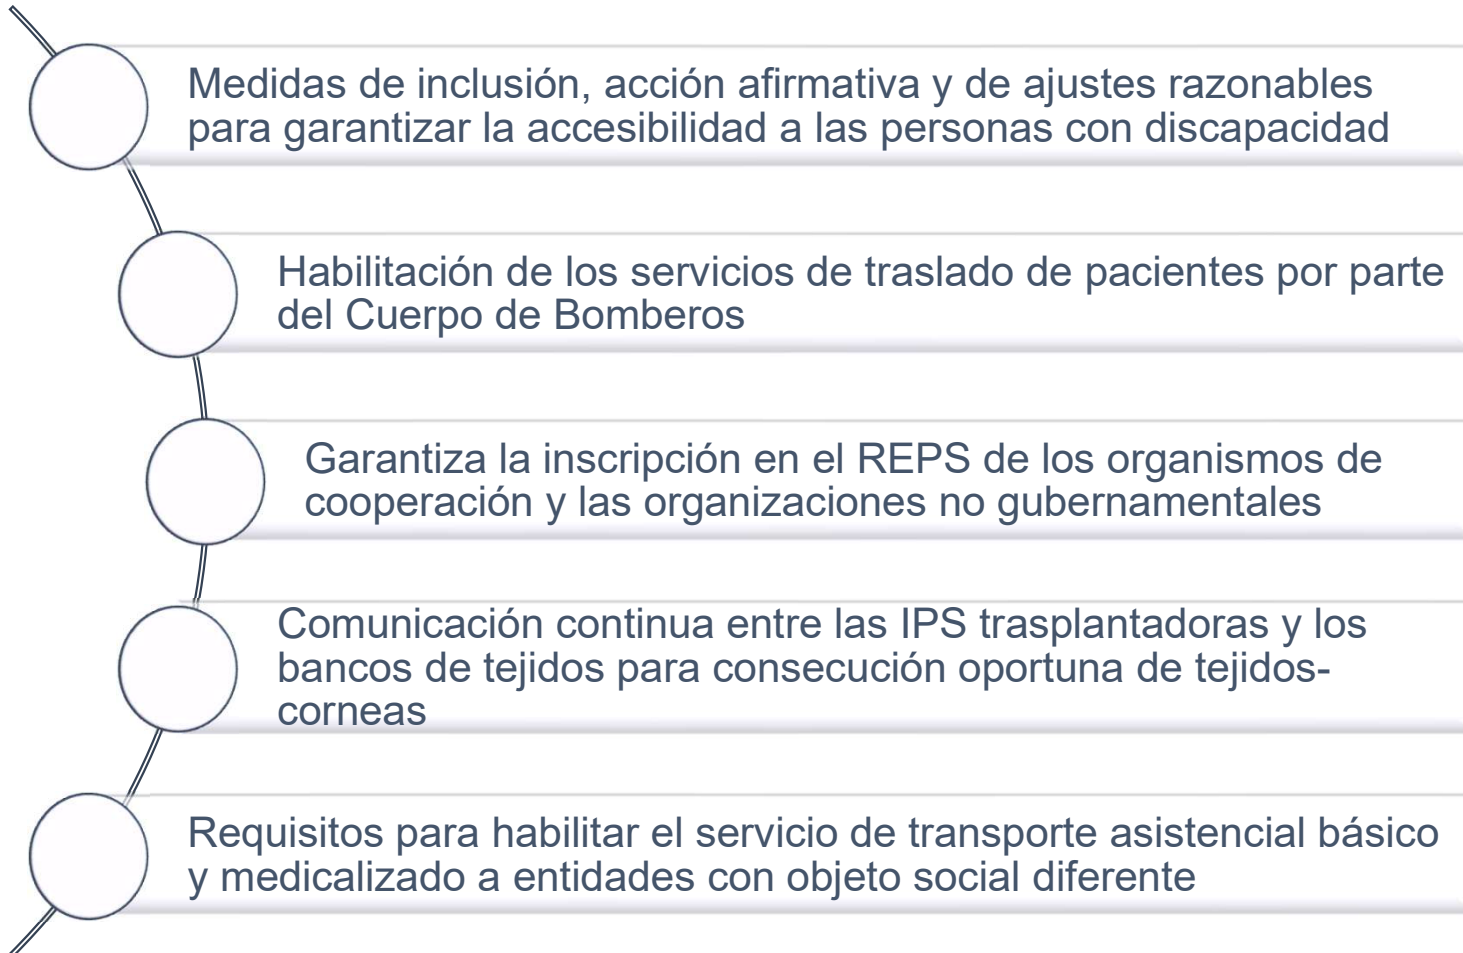 Medidas de inclusión, acción afirmativa y de ajustes razonables
para garantizar la accesibilidad a las personas con discapacidad
Habilitación de los servicios de traslado de pacientes por parte
del Cuerpo de Bomberos
Garantiza la inscripción en el REPS de los organismos de
cooperación y las organizaciones no gubernamentales
Comunicación continua entre las IPS trasplantadoras y los
bancos de tejidos para consecución oportuna de tejidos-
corneas
Requisitos para habilitar el servicio de transporte asistencial básico
y medicalizado a entidades con objeto social diferente